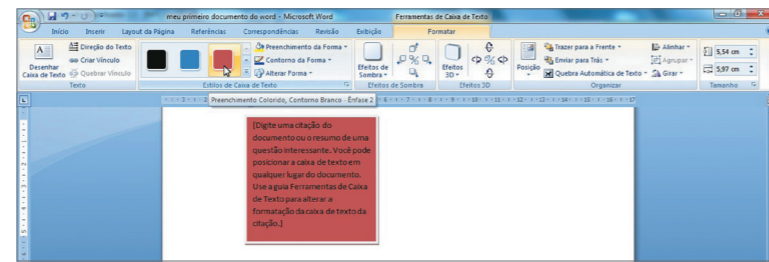 meu primeiro documento do word - Microsoft Word
Ferramentas de Caixa de Texto
Início Inserir Layout da Página Referências Correspondências Revisão Exibição Formatar
Desenhar Caixa de Texto
Direção do Texto
Criar Vínculo
Quebrar Vínculo
Texto
Preenchimento da Forma
Contorno da Forma
Alterar Forma
Estilos de Caixa de Texto
Efeitos de Sombra
Efeitos de Sombra
Efeitos 3D
Efeitos 3D
Posição
Trazer para a Frente
Enviar para Trás
Quebra Automática de Texto
Alinhar
Agrupar
Girar
Organizar
5,54 cm
5,97 cm
Tamanho
Preenchimento Colorido, Contorno Branco - Ênfase 2
[Digite uma citação do
documento ou o resumo de uma
questão interessante. Você pode
posicionar a caixa de texto em
qualquer lugar do documento.
Use a guia Ferramentas de Caixa
de Texto para alterar a
formatação da caixa de texto da
citação.]